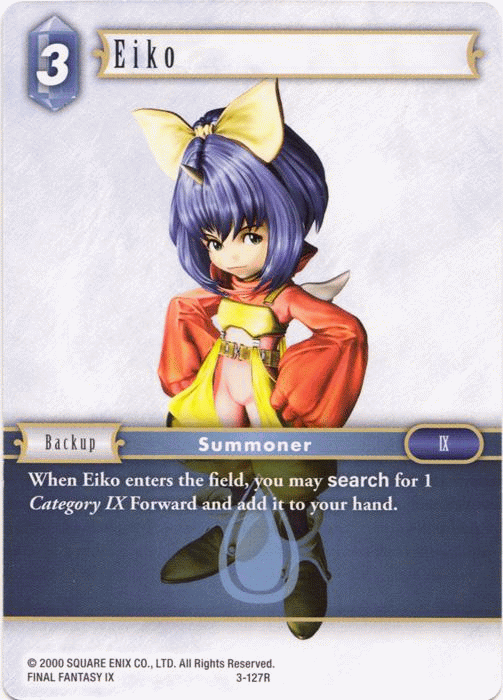 3
Eiko
Backup
Summoner
IX
When Eiko enters the field, you may search for 1
Category IX Forward and add it to your hand.
© 2000 SQUARE ENIX CO., LTD. All Rights Reserved.
FINAL FANTASY IX
3-127R